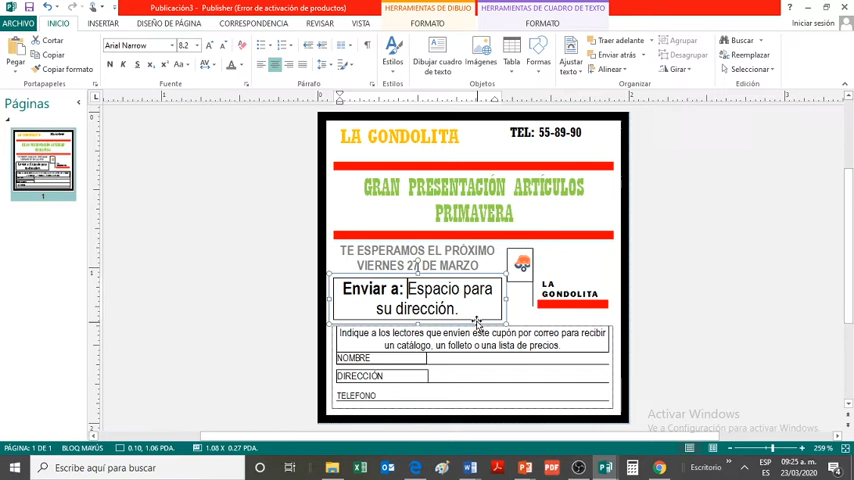 Publicación3 - Publisher (Error de activación de productos)
HERRAMIENTAS DE DIBUJO
HERRAMIENTAS DE CUADRO DE TEXTO
ARCHIVO INICIO INSERTAR DISEÑO DE PÁGINA CORRESPONDENCIA REVISAR VISTA FORMATO FORMATO Iniciar sesión
Pegar
Cortar
Copiar
Copiar formato
Portapapeles
Arial Narrow 8.2
N K S
Fuente
Párrafo
Estilos
Estilos
Dibujar cuadro de texto
Imágenes
Tabla
Formas
Objetos
Ajustar texto
Traer adelante
Enviar atrás
Alinear
Agrupar
Desagrupar
Girar
Organizar
Buscar
Reemplazar
Seleccionar
Edición
Páginas
1
LA GONDOLITA
TEL: 55-89-90
GRAN PRESENTACIÓN ARTÍCULOS
PRIMAVERA
TE ESPERAMOS EL PRÓXIMO
VIERNES 27 DE MARZO
LA
GONDOLITA
Enviar a: Espacio para
su dirección.
Indique a los lectores que envíen este cupón por correo para recibir
un catálogo, un folleto o una lista de precios.
NOMBRE
DIRECCIÓN
TELEFONO
Activar Windows
Ve a Configuración para activar Windows.
PÁGINA: 1 DE 1 BLOQ MAYÚS 0.10, 1.06 PDA. 1.08 X 0.27 PDA. 259 %
Escribe aquí para buscar
Escritorio
ESP
ES
09:25 a. m.
23/03/2020